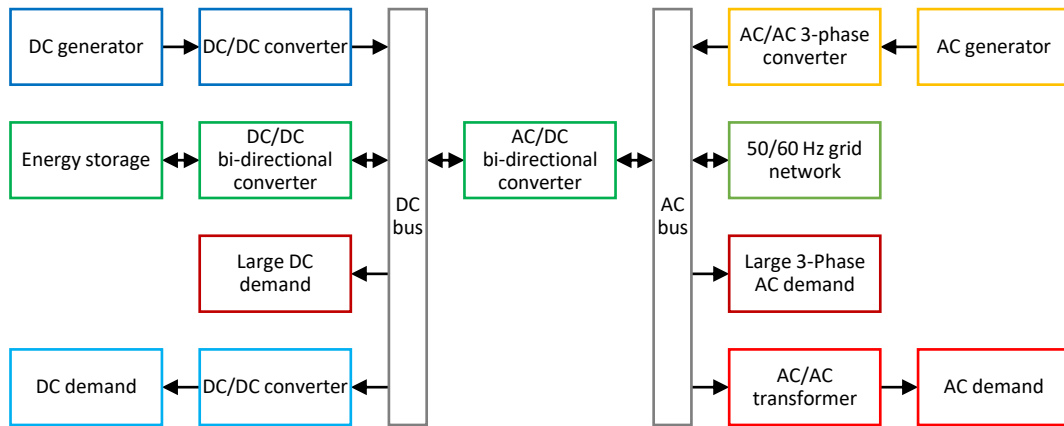 DC generator
DC/DC converter
AC/AC 3-phase
converter
AC generator
Energy storage
DC/DC
bi-directional
converter
AC/DC
bi-directional
converter
50/60 Hz grid
network
DC
bus
AC
bus
Large DC
demand
Large 3-Phase
AC demand
DC demand
DC/DC converter
AC/AC
transformer
AC demand